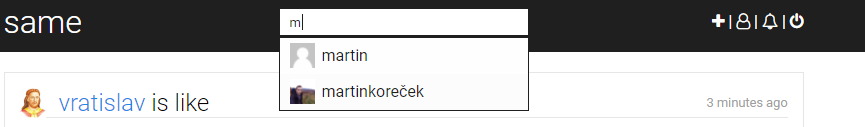 same
m
martin
martinkoreček
vratislav is like
3 minutes ago